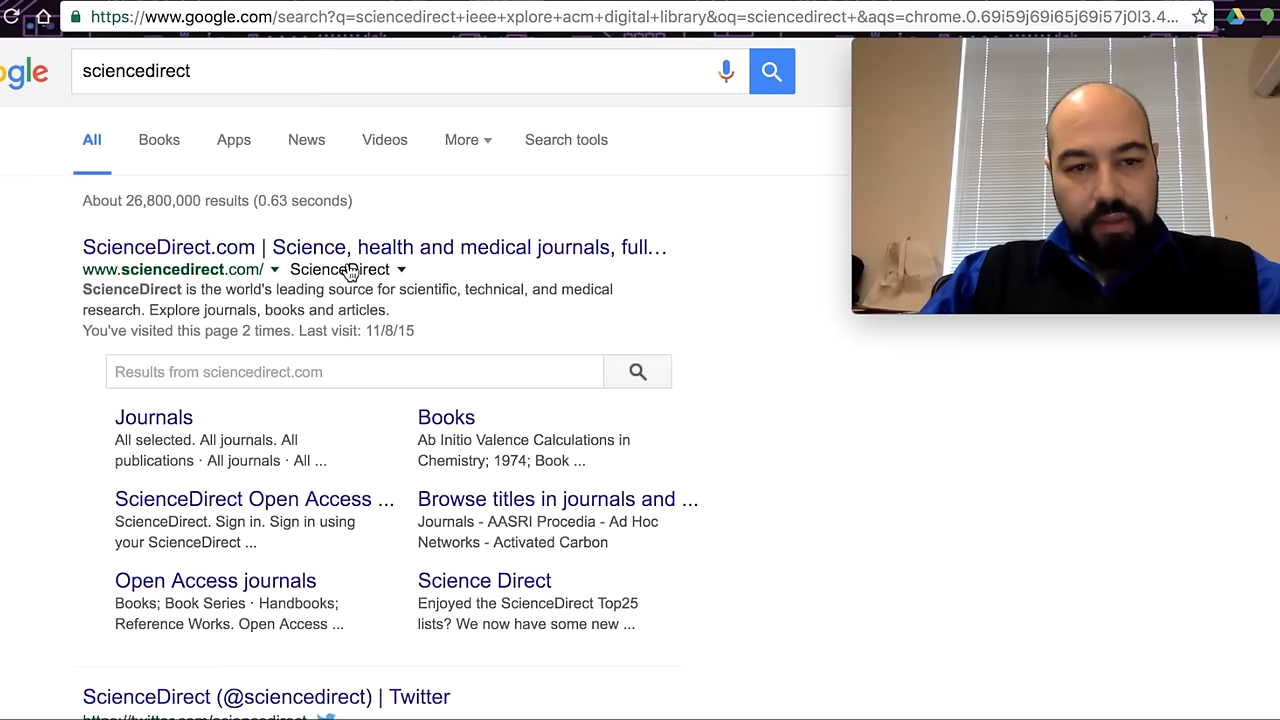 https://www.google.com/search?q=sciencedirect+ieee+xplore+acm+digital+library&oq=sciencedirect+&aqs=chrome.0.69i59j69i65j69i57j0l3.4...
ogle
sciencedirect
All Books Apps News Videos More Search tools
About 26,800,000 results (0.63 seconds)
ScienceDirect.com | Science, health and medical journals, full...
www.sciencedirect.com/ ScienceDirect
ScienceDirect is the world's leading source for scientific, technical, and medical
research. Explore journals, books and articles.
You've visited this page 2 times. Last visit: 11/8/15
Results from sciencedirect.com
Journals
All selected. All journals. All
publications · All journals · All ...
Books
Ab Initio Valence Calculations in
Chemistry; 1974; Book ...
ScienceDirect Open Access ...
ScienceDirect. Sign in. Sign in using
your ScienceDirect ...
Browse titles in journals and ...
Journals - AASRI Procedia - Ad Hoc
Networks - Activated Carbon
Open Access journals
Books; Book Series · Handbooks;
Reference Works. Open Access ...
Science Direct
Enjoyed the ScienceDirect Top25
lists? We now have some new ...
ScienceDirect (@sciencedirect) | Twitter
https://twitter.com/sciencedirect